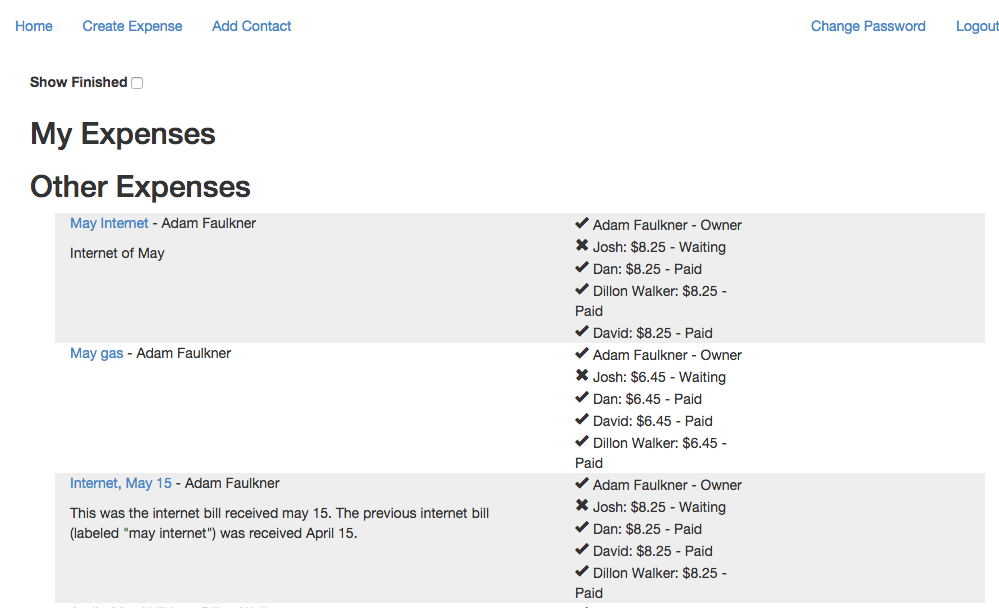 Home Create Expense Add Contact Change Password Logout
Show Finished
My Expenses
Other Expenses
May Internet - Adam Faulkner
Internet of May
✔ Adam Faulkner - Owner
✖ Josh: $8.25 - Waiting
✔ Dan: $8.25 - Paid
✔ Dillon Walker: $8.25 -
Paid
✔ David: $8.25 - Paid
May gas - Adam Faulkner
✔ Adam Faulkner - Owner
✖ Josh: $6.45 - Waiting
✔ Dan: $6.45 - Paid
✔ David: $6.45 - Paid
✔ Dillon Walker: $6.45 -
Paid
Internet, May 15 - Adam Faulkner
This was the internet bill received may 15. The previous internet bill
(labeled "may internet") was received April 15.
✔ Adam Faulkner - Owner
✖ Josh: $8.25 - Waiting
✔ Dan: $8.25 - Paid
✔ David: $8.25 - Paid
✔ Dillon Walker: $8.25 -
Paid